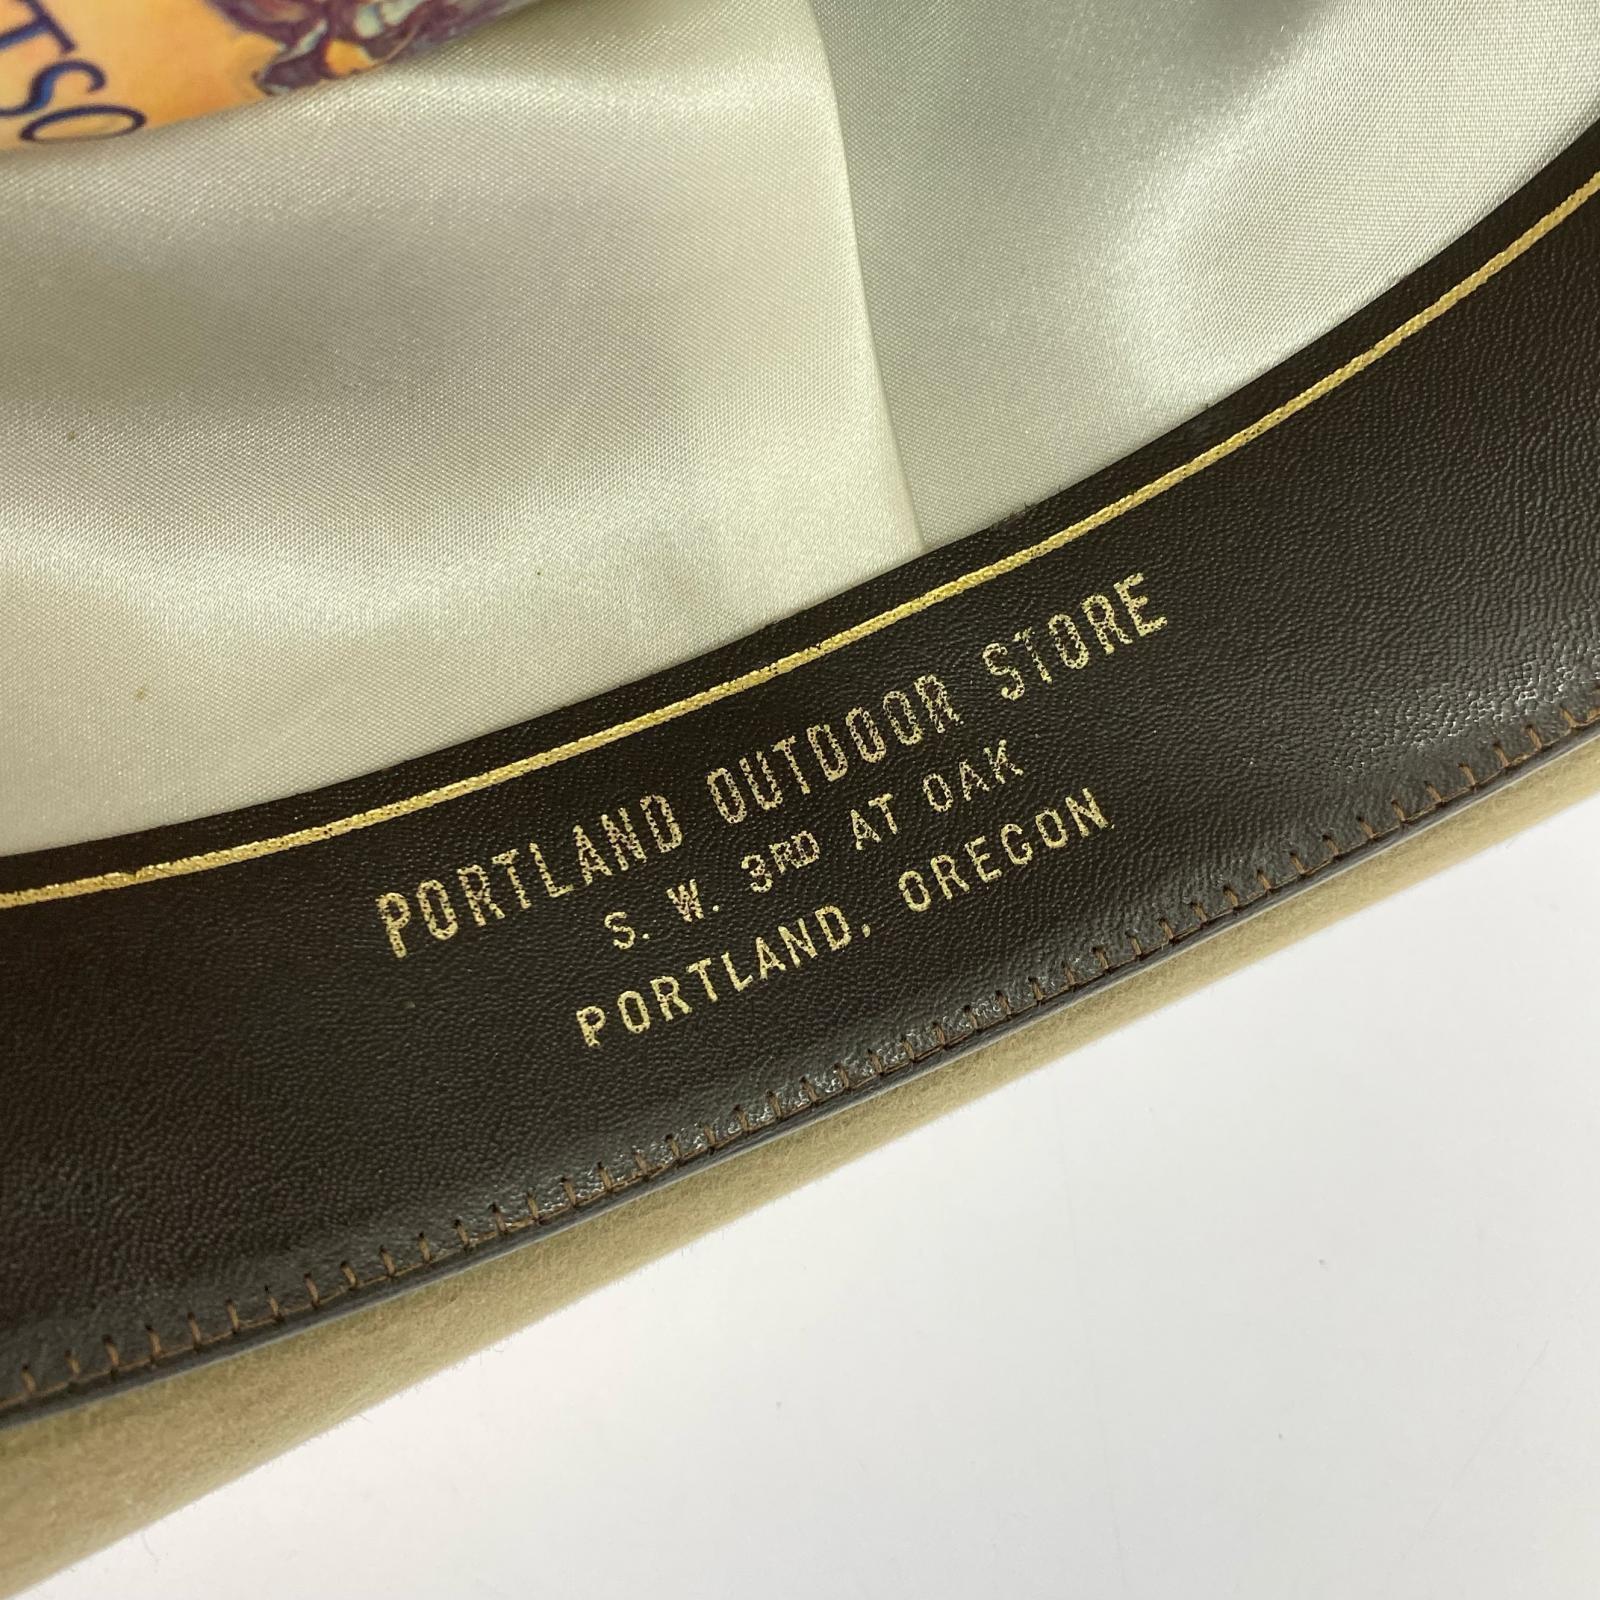 PORTLAND OUTDOOR STORE
S. W. 3RD AT OAK
PORTLAND, OREGON